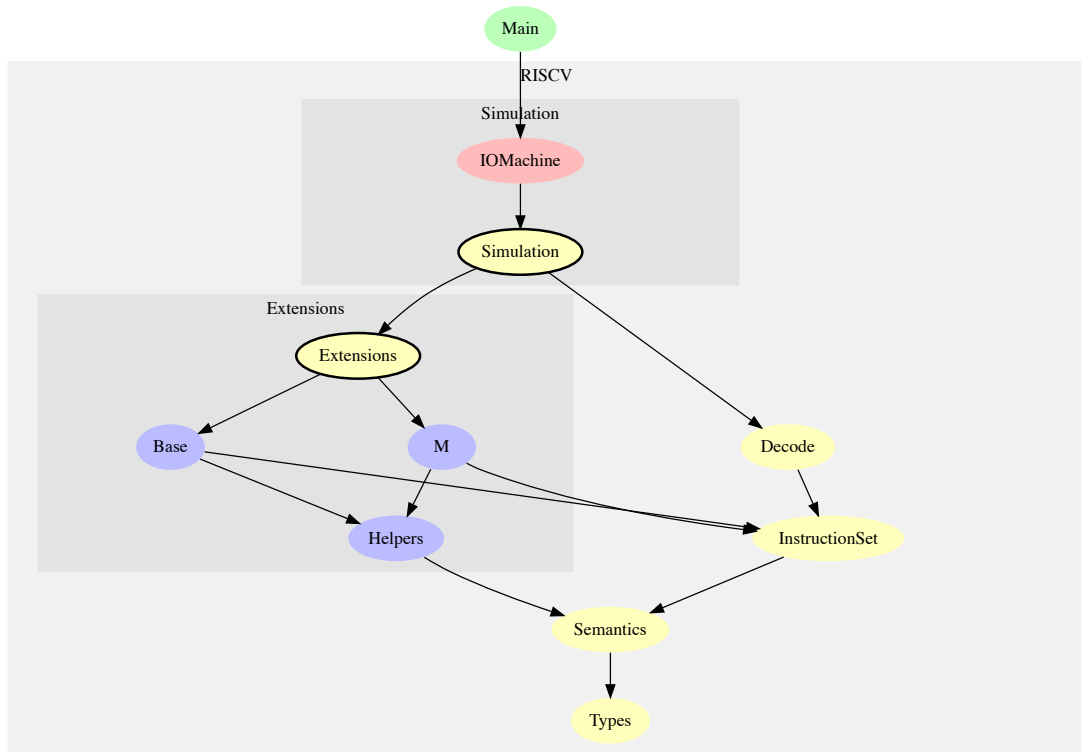 Main
RISCV
Simulation
IOMachine
Simulation
Extensions
Extensions
Base
M
Decode
Helpers
InstructionSet
Semantics
Types